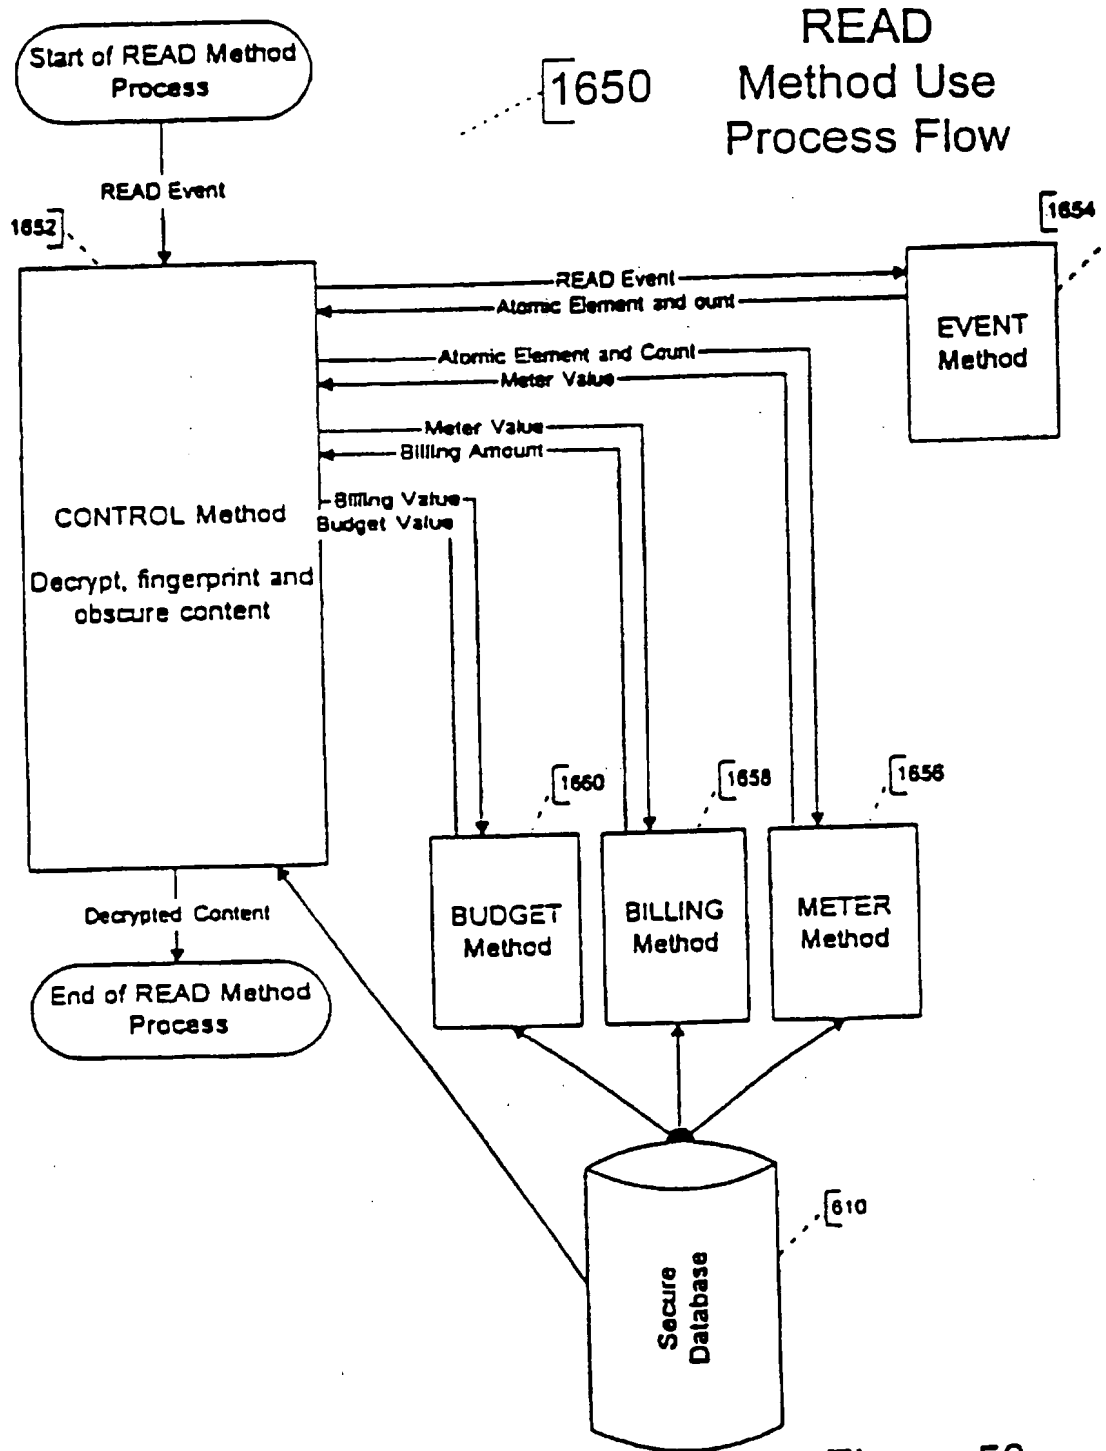 READ
Method Use
Process Flow
1650
Start of READ Method
Process
READ Event
1652
1654
READ Event
Atomic Element and ount
EVENT
Method
Atomic Element and Count
Meter Value
Meter Value
Billing Amount
Billing Value
Budget Value
CONTROL Method
Decrypt, fingerprint and
obscure content
1660
1658
1656
BUDGET
Method
BILLING
Method
METER
Method
Decrypted Content
End of READ Method
Process
610
Secure
Database